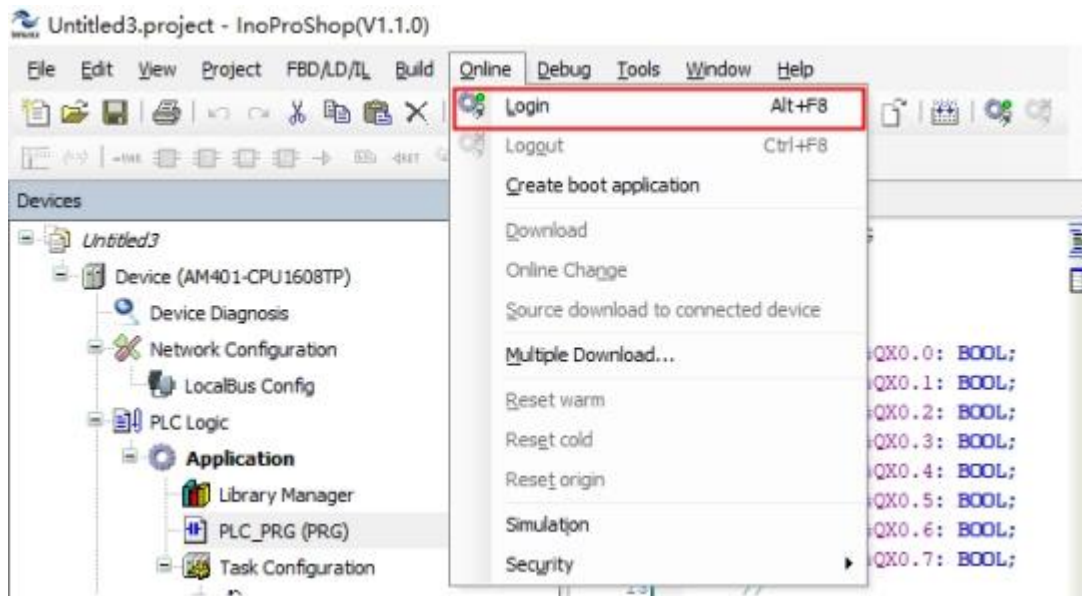 Untitled3.project - InoProShop(V1.1.0)
File Edit View Project FBD/LD/IL Build Online Debug Tools Window Help
Login Alt+F8
Logout Ctrl+F8
Create boot application
Download
Online Change
Source download to connected device
Multiple Download...
Reset warm
Reset cold
Reset origin
Simulation
Security
Devices
Untitled3
Device (AM401-CPU1608TP)
Device Diagnosis
Network Configuration
LocalBus Config
PLC Logic
Application
Library Manager
PLC_PRG (PRG)
Task Configuration
QX0.0: BOOL;
QX0.1: BOOL;
QX0.2: BOOL;
QX0.3: BOOL;
QX0.4: BOOL;
QX0.5: BOOL;
QX0.6: BOOL;
QX0.7: BOOL;
//